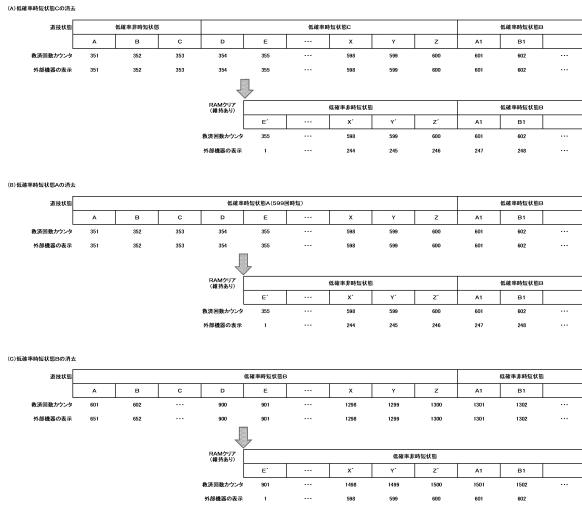 (A)低確率時短状態Cの消去
遊技状態 低確率非時短状態 低確率時短状態C 低確率時短状態B
A B C D E ··· X Y Z A1 B1
救済回数カウンタ 351 352 353 354 355 ··· 598 599 600 601 602 ···
外部機器の表示 351 352 353 354 355 ··· 598 599 600 601 602 ···
RAMクリア
(維持あり) 低確率非時短状態 低確率時短状態B
E' ··· X' Y' Z' A1 B1
救済回数カウンタ 355 ··· 598 599 600 601 602 ···
外部機器の表示 1 ··· 244 245 246 247 248 ···
(B)低確率時短状態Aの消去
遊技状態 低確率時短状態A(599回時短) 低確率時短状態B
A B C D E ··· X Y Z A1 B1
救済回数カウンタ 351 352 353 354 355 ··· 598 599 600 601 602 ···
外部機器の表示 351 352 353 354 355 ··· 598 599 600 601 602 ···
RAMクリア
(維持あり) 低確率非時短状態 低確率時短状態B
E' ··· X' Y' Z' A1 B1
救済回数カウンタ 355 ··· 598 599 600 601 602 ···
外部機器の表示 1 ··· 244 245 246 247 248 ···
(C)低確率時短状態Bの消去
遊技状態 低確率時短状態B 低確率非時短状態
A B C D E ··· X Y Z A1 B1
救済回数カウンタ 601 602 ··· 900 901 ··· 1298 1299 1300 1301 1302 ···
外部機器の表示 651 652 ··· 900 901 ··· 1298 1299 1300 1301 1302 ···
RAMクリア
(維持あり) 低確率非時短状態
E' ··· X' Y' Z' A1 B1
救済回数カウンタ 901 ··· 1498 1499 1500 1501 1502 ···
外部機器の表示 1 ··· 598 599 600 601 602